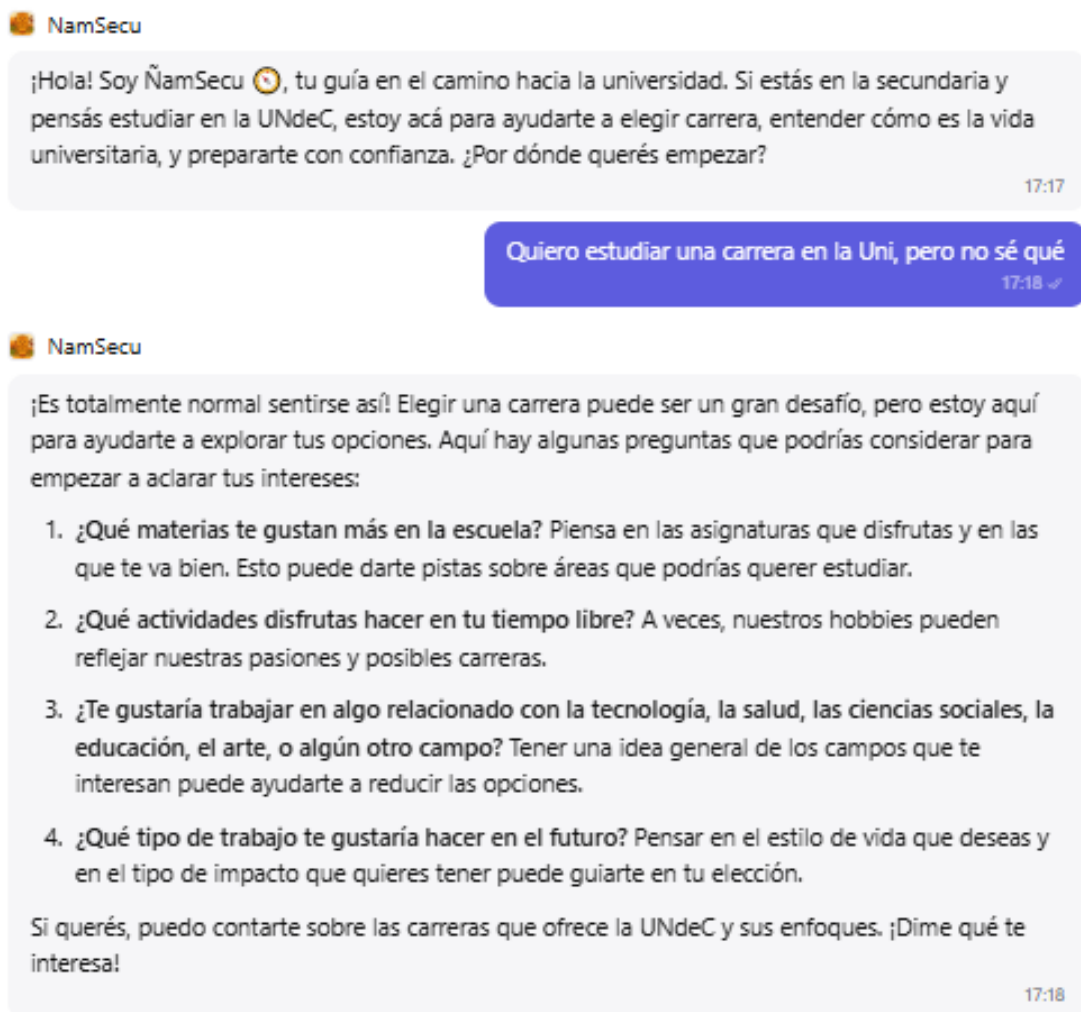 NamSecu
¡Hola! Soy ÑamSecu 🧭, tu guía en el camino hacia la universidad. Si estás en la secundaria y
pensás estudiar en la UNdeC, estoy acá para ayudarte a elegir carrera, entender cómo es la vida
universitaria, y prepararte con confianza. ¿Por dónde querés empezar?
17:17
Quiero estudiar una carrera en la Uni, pero no sé qué
17:18
NamSecu
¡Es totalmente normal sentirse así! Elegir una carrera puede ser un gran desafío, pero estoy aquí
para ayudarte a explorar tus opciones. Aquí hay algunas preguntas que podrías considerar para
empezar a aclarar tus intereses:
1. ¿Qué materias te gustan más en la escuela? Piensa en las asignaturas que disfrutas y en las
que te va bien. Esto puede darte pistas sobre áreas que podrías querer estudiar.
2. ¿Qué actividades disfrutas hacer en tu tiempo libre? A veces, nuestros hobbies pueden
reflejar nuestras pasiones y posibles carreras.
3. ¿Te gustaría trabajar en algo relacionado con la tecnología, la salud, las ciencias sociales, la
educación, el arte, o algún otro campo? Tener una idea general de los campos que te
interesan puede ayudarte a reducir las opciones.
4. ¿Qué tipo de trabajo te gustaría hacer en el futuro? Pensar en el estilo de vida que deseas y
en el tipo de impacto que quieres tener puede guiarte en tu elección.
Si querés, puedo contarte sobre las carreras que ofrece la UNdeC y sus enfoques. ¡Dime qué te
interesa!
17:18